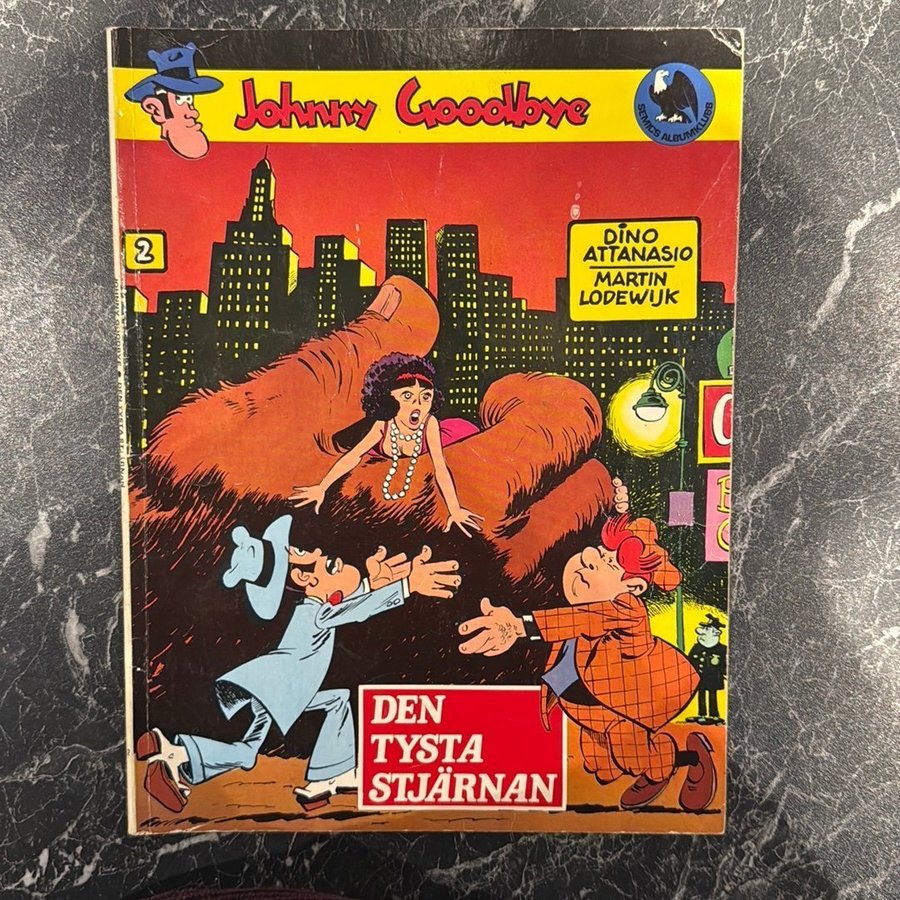 Johnny Goodbye
SEMICS ALBUMKLUBB
2
DINO
ATTANASIO
MARTIN
LODEWIJK
DEN
TYSTA
STJÄRNAN